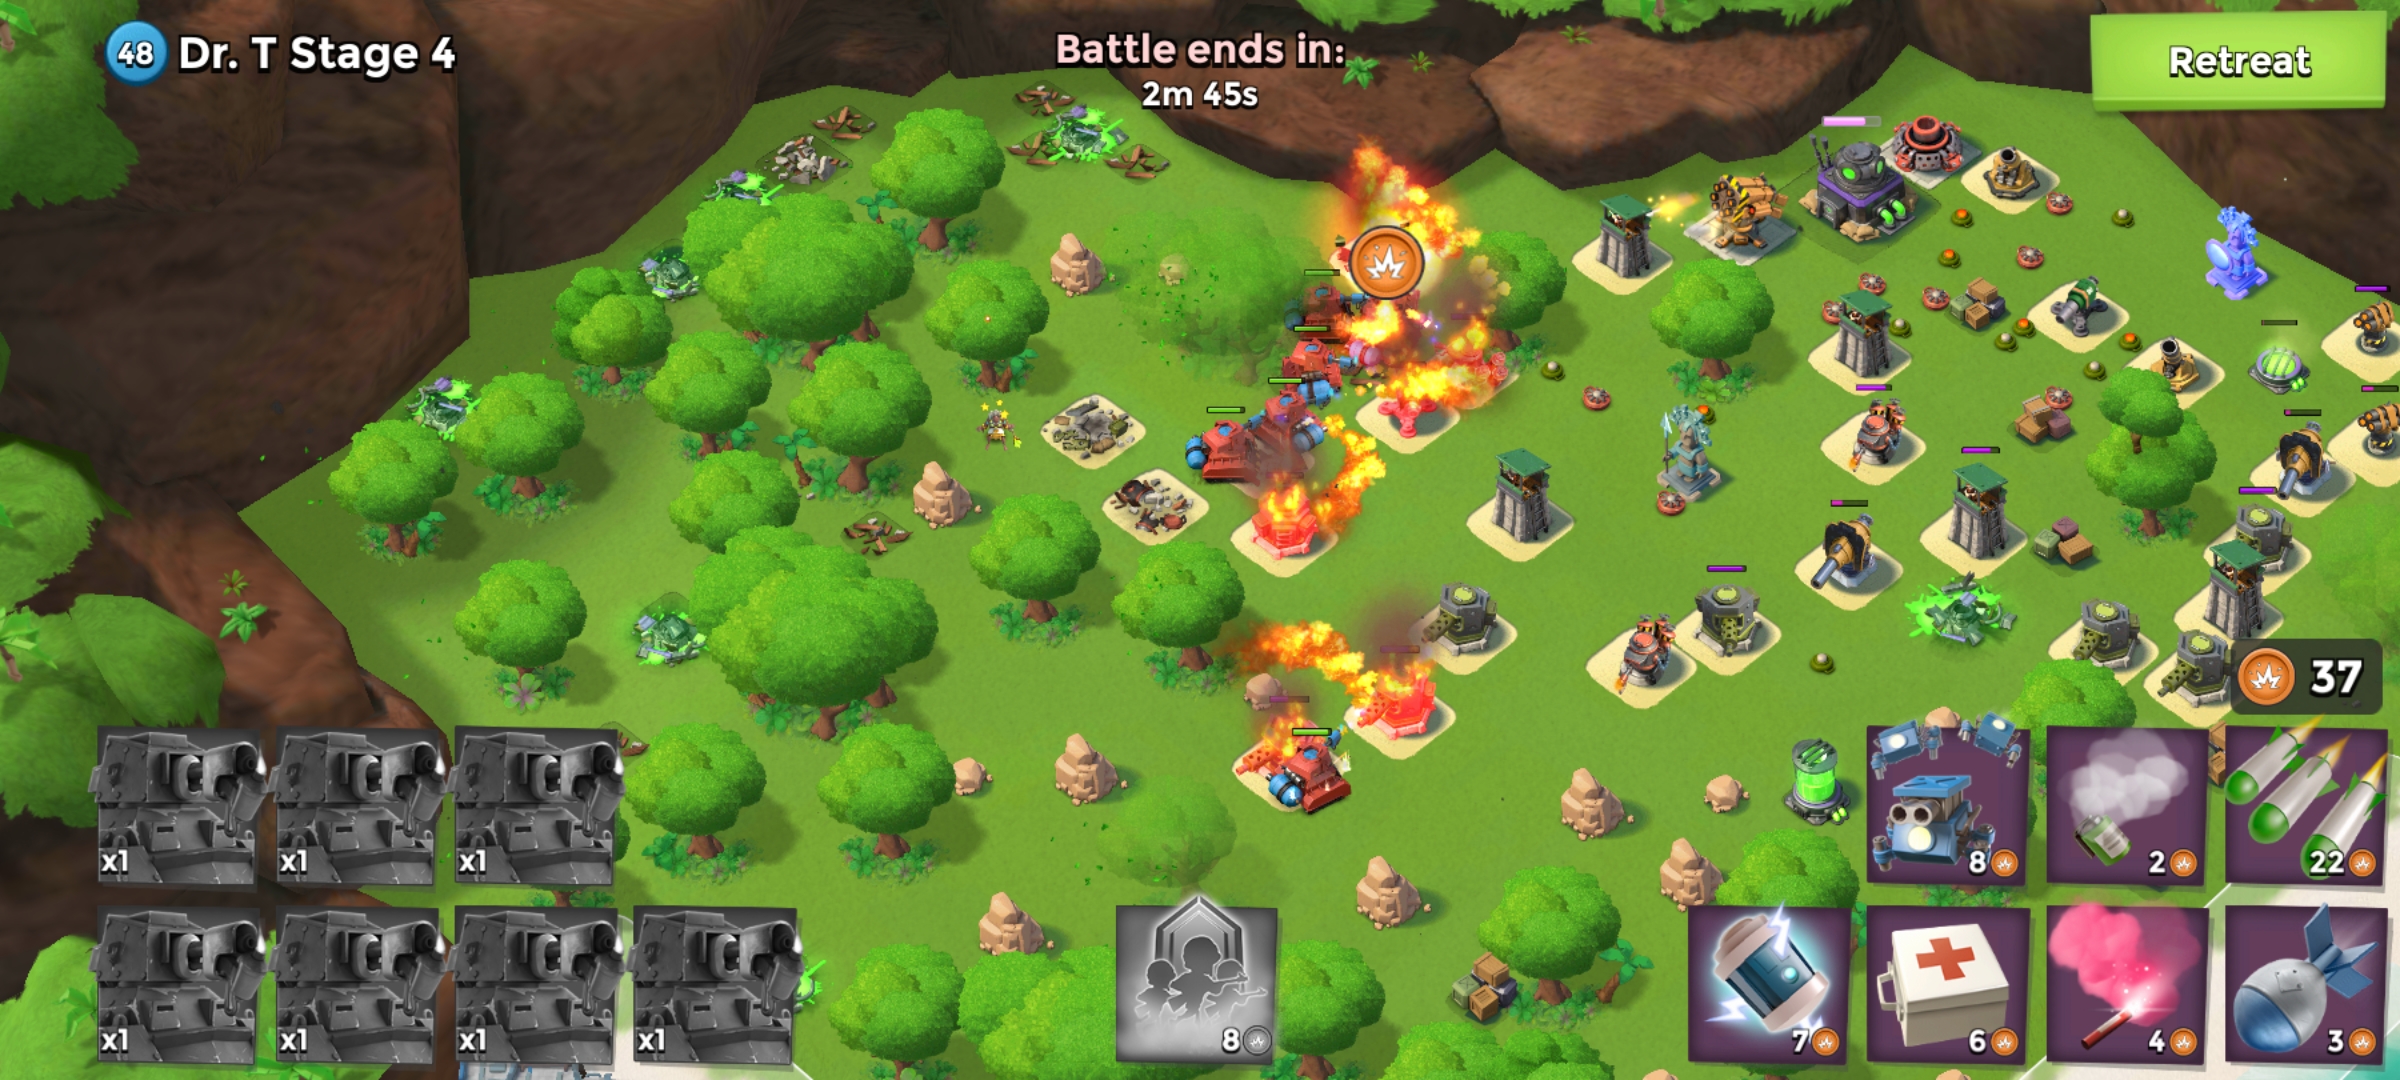 48 Dr. T Stage 4
Battle ends in:
2m 45s
Retreat
37
x1
x1
x1
8
2
22
x1
x1
x1
x1
8
7
6
4
3